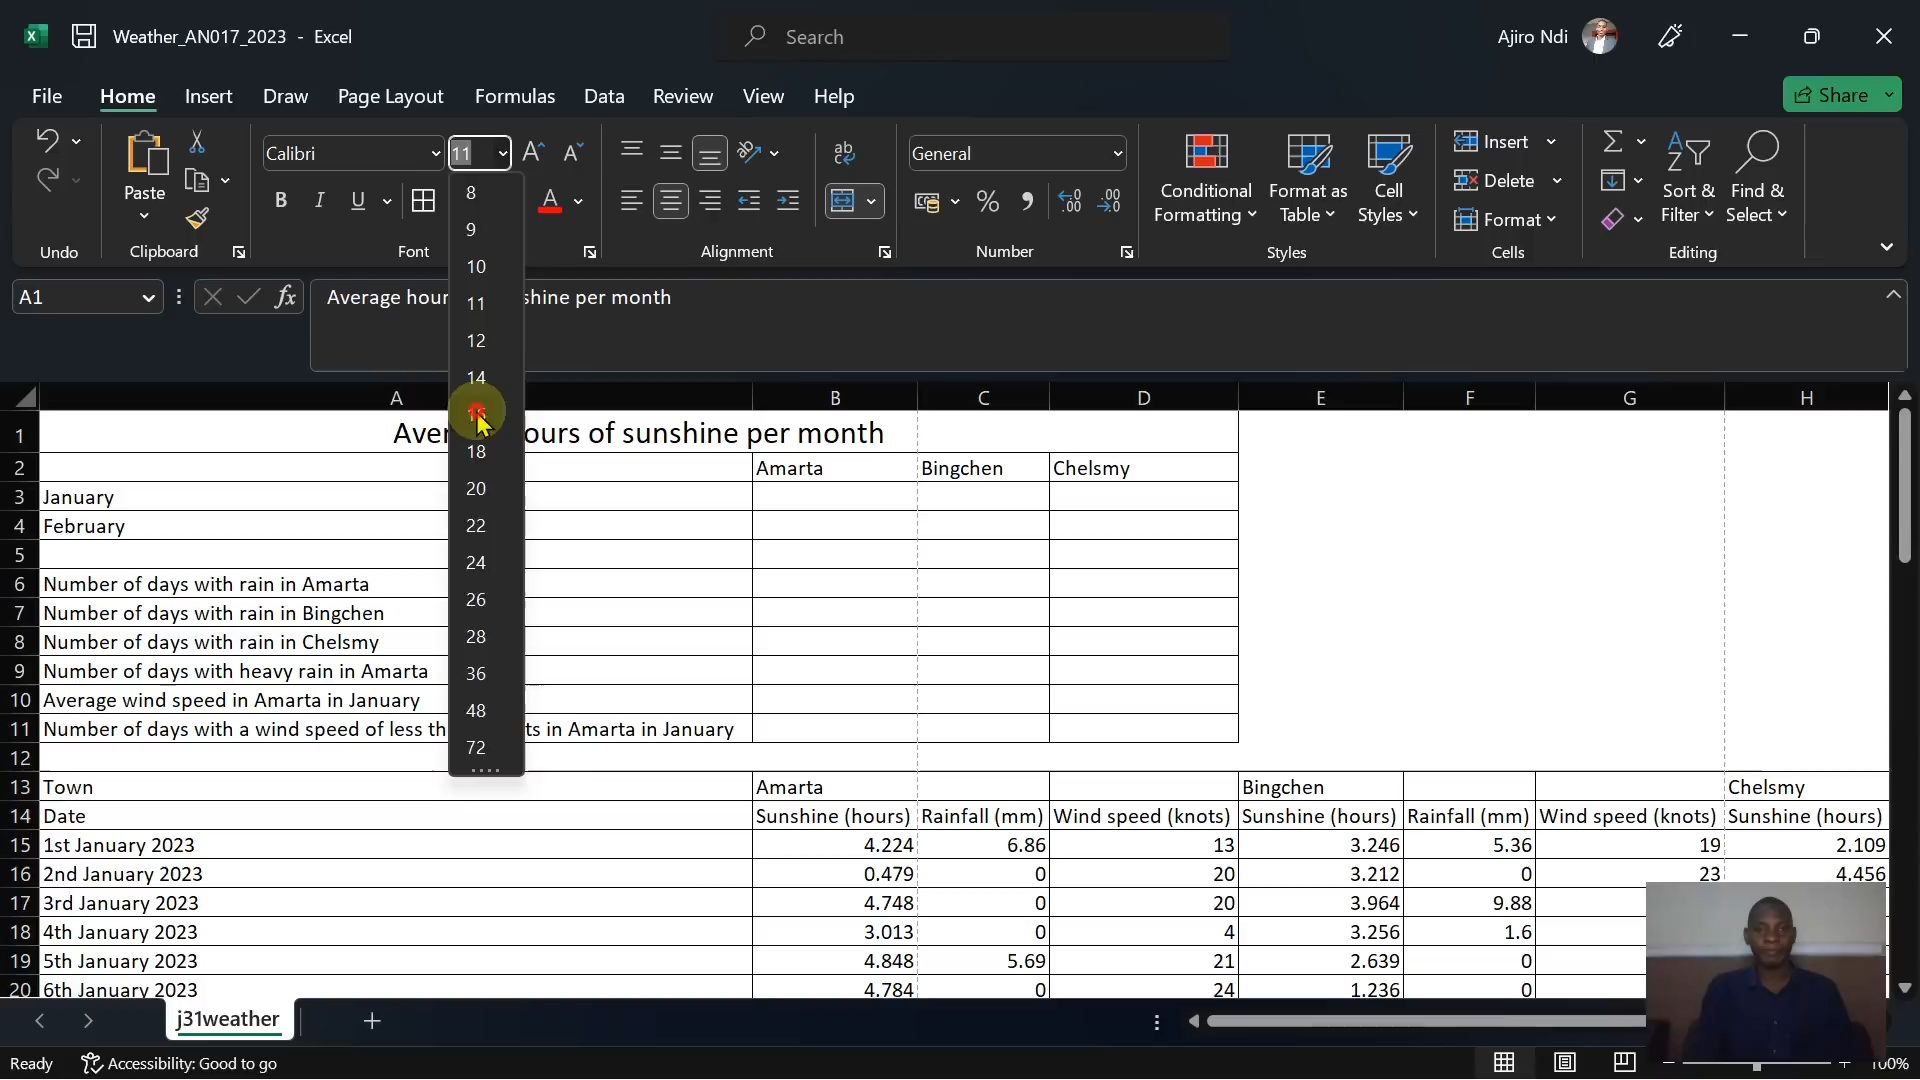 Weather_AN017_2023 - Excel
Search
Ajiro Ndi
File Home Insert Draw Page Layout Formulas Data Review View Help
Share
Calibri 11
General
Paste
Conditional Formatting
Format as Table
Cell Styles
Insert
Delete
Format
Sort & Filter
Find & Select
Undo Clipboard Font Alignment Number Styles Cells Editing
A1
fx
Average hour shine per month
8
9
10
11
12
14
18
20
22
24
26
28
36
48
72
A B C D E F G H
1 ours of sunshine per month
2 Amarta Bingchen Chelsmy
3 January
4 February
5
6 Number of days with rain in Amarta
7 Number of days with rain in Bingchen
8 Number of days with rain in Chelsmy
9 Number of days with heavy rain in Amarta
10 Average wind speed in Amarta in January
11 Number of days with a wind speed of less th ts in Amarta in January
12
13 Town Amarta Bingchen Chelsmy
14 Date Sunshine (hours) Rainfall (mm) Wind speed (knots) Sunshine (hours) Rainfall (mm) Wind speed (knots) Sunshine (hours)
15 1st January 2023 4.224 6.86 13 3.246 5.36 19 2.109
16 2nd January 2023 0.479 0 20 3.212 0 23 4.456
17 3rd January 2023 4.748 0 20 3.964 9.88
18 4th January 2023 3.013 0 4 3.256 1.6
19 5th January 2023 4.848 5.69 21 2.639 0
20 6th January 2023 4.784 0 24 1.236 0
j31weather
Ready Accessibility: Good to go 100%